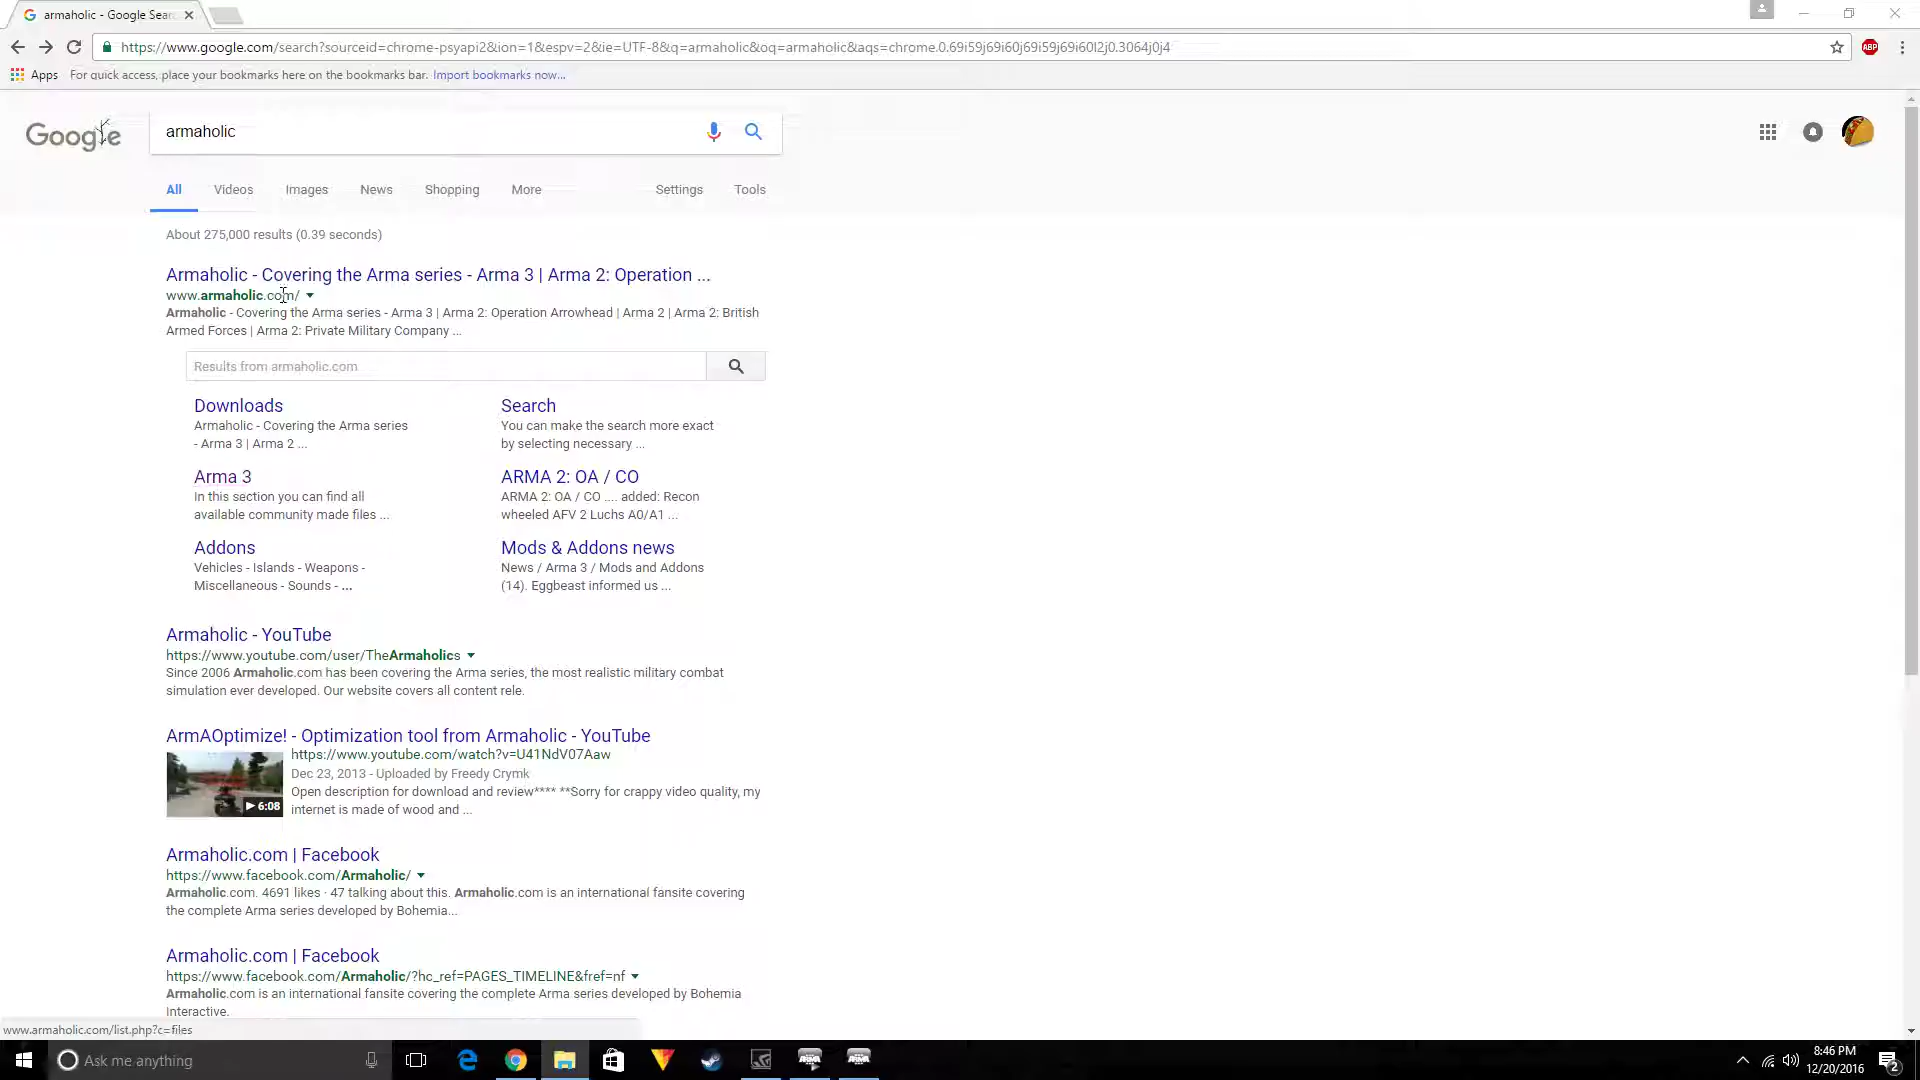 armaholic - Google Sear
https://www.google.com/search?sourceid=chrome-psyapi2&ion=1&espv=2&ie=UTF-8&q=armaholic&oq=armaholic&aqs=chrome.0.69i59j69i60j69i59j69i60l2j0.3064j0j4
ABP
Apps For quick access, place your bookmarks here on the bookmarks bar. Import bookmarks now...
Google
armaholic
All Videos Images News Shopping More Settings Tools
About 275,000 results (0.39 seconds)
Armaholic - Covering the Arma series - Arma 3 | Arma 2: Operation ...
www.armaholic.com/
Armaholic - Covering the Arma series - Arma 3 | Arma 2: Operation Arrowhead | Arma 2 | Arma 2: British
Armed Forces | Arma 2: Private Military Company ...
Results from armaholic.com
Downloads
Armaholic - Covering the Arma series
- Arma 3 | Arma 2 ...
Search
You can make the search more exact
by selecting necessary ...
Arma 3
In this section you can find all
available community made files ...
ARMA 2: OA / CO
ARMA 2: OA / CO .... added: Recon
wheeled AFV 2 Luchs A0/A1 ...
Addons
Vehicles - Islands - Weapons -
Miscellaneous - Sounds - ...
Mods & Addons news
News / Arma 3 / Mods and Addons
(14). Eggbeast informed us ...
Armaholic - YouTube
https://www.youtube.com/user/TheArmaholics
Since 2006 Armaholic.com has been covering the Arma series, the most realistic military combat
simulation ever developed. Our website covers all content rele.
ArmAOptimize! - Optimization tool from Armaholic - YouTube
https://www.youtube.com/watch?v=U41NdV07Aaw
Dec 23, 2013 - Uploaded by Freedy Crymk
Open description for download and review**** **Sorry for crappy video quality, my
internet is made of wood and ...
6:08
Armaholic.com | Facebook
https://www.facebook.com/Armaholic/
Armaholic.com. 4691 likes · 47 talking about this. Armaholic.com is an international fansite covering
the complete Arma series developed by Bohemia...
Armaholic.com | Facebook
https://www.facebook.com/Armaholic/?hc_ref=PAGES_TIMELINE&fref=nf
Armaholic.com is an international fansite covering the complete Arma series developed by Bohemia
Interactive.
www.armaholic.com/list.php?c=files
Ask me anything
8:46 PM
12/20/2016
2